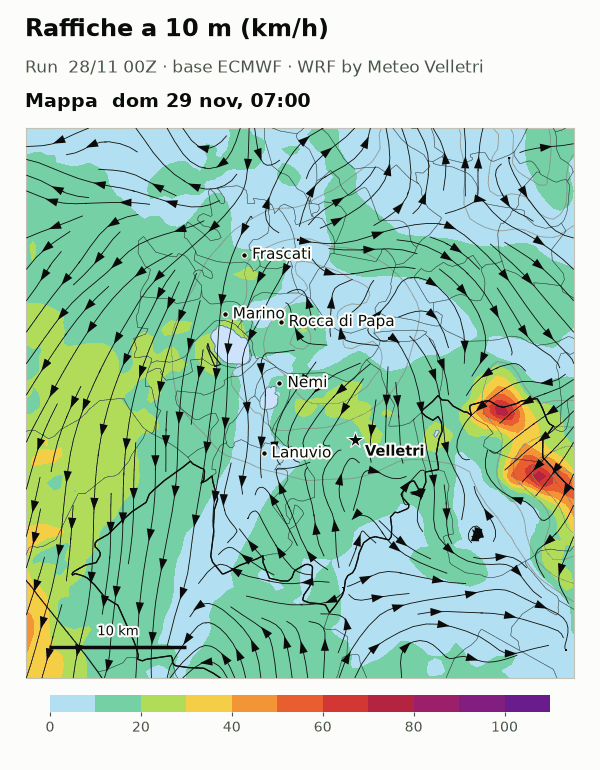 Raffiche a 10 m (km/h)
Run 28/11 00Z · base ECMWF · WRF by Meteo Velletri
Mappa dom 29 nov, 07:00
Frascati
Marino
Rocca di Papa
Nemi
Velletri
Lanuvio
10 km
0 20 40 60 80 100